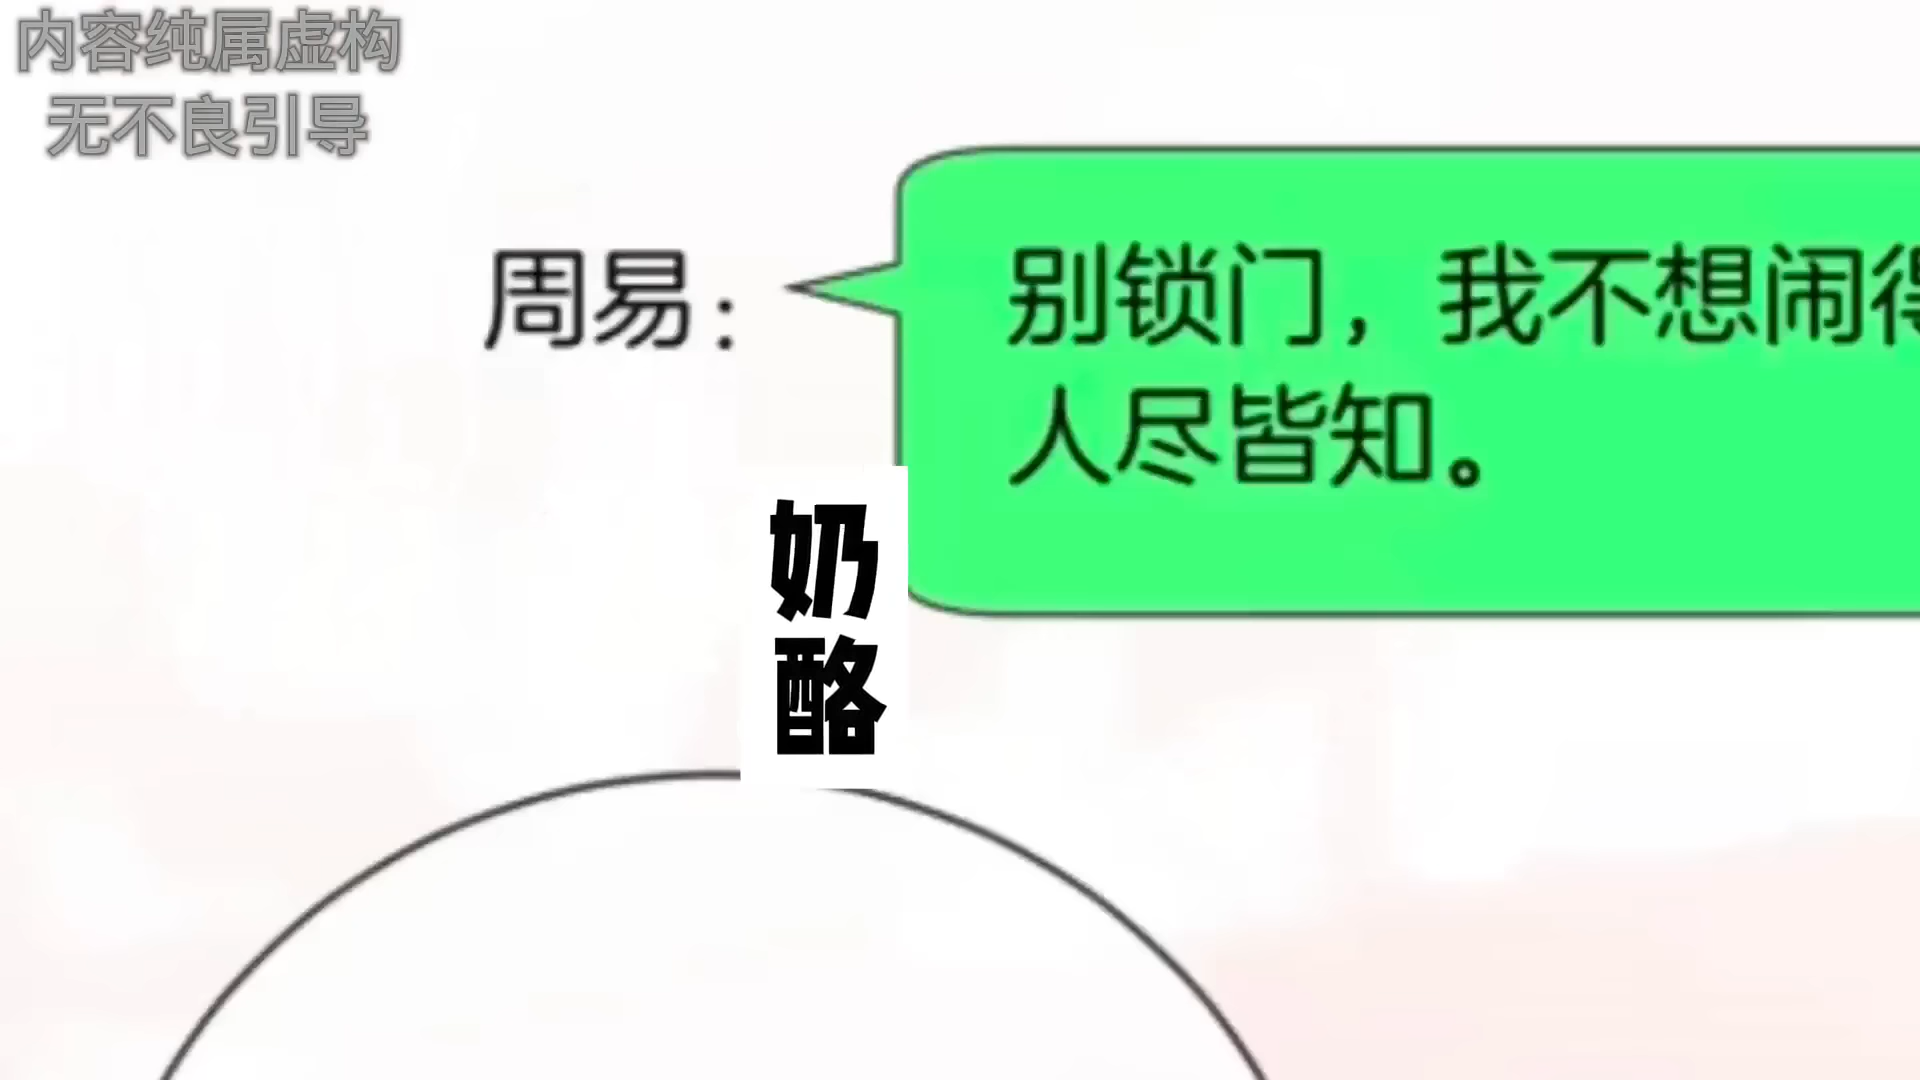 内容纯属虚构
无不良引导
周易：
别锁门，我不想闹得
人尽皆知。
奶
酪